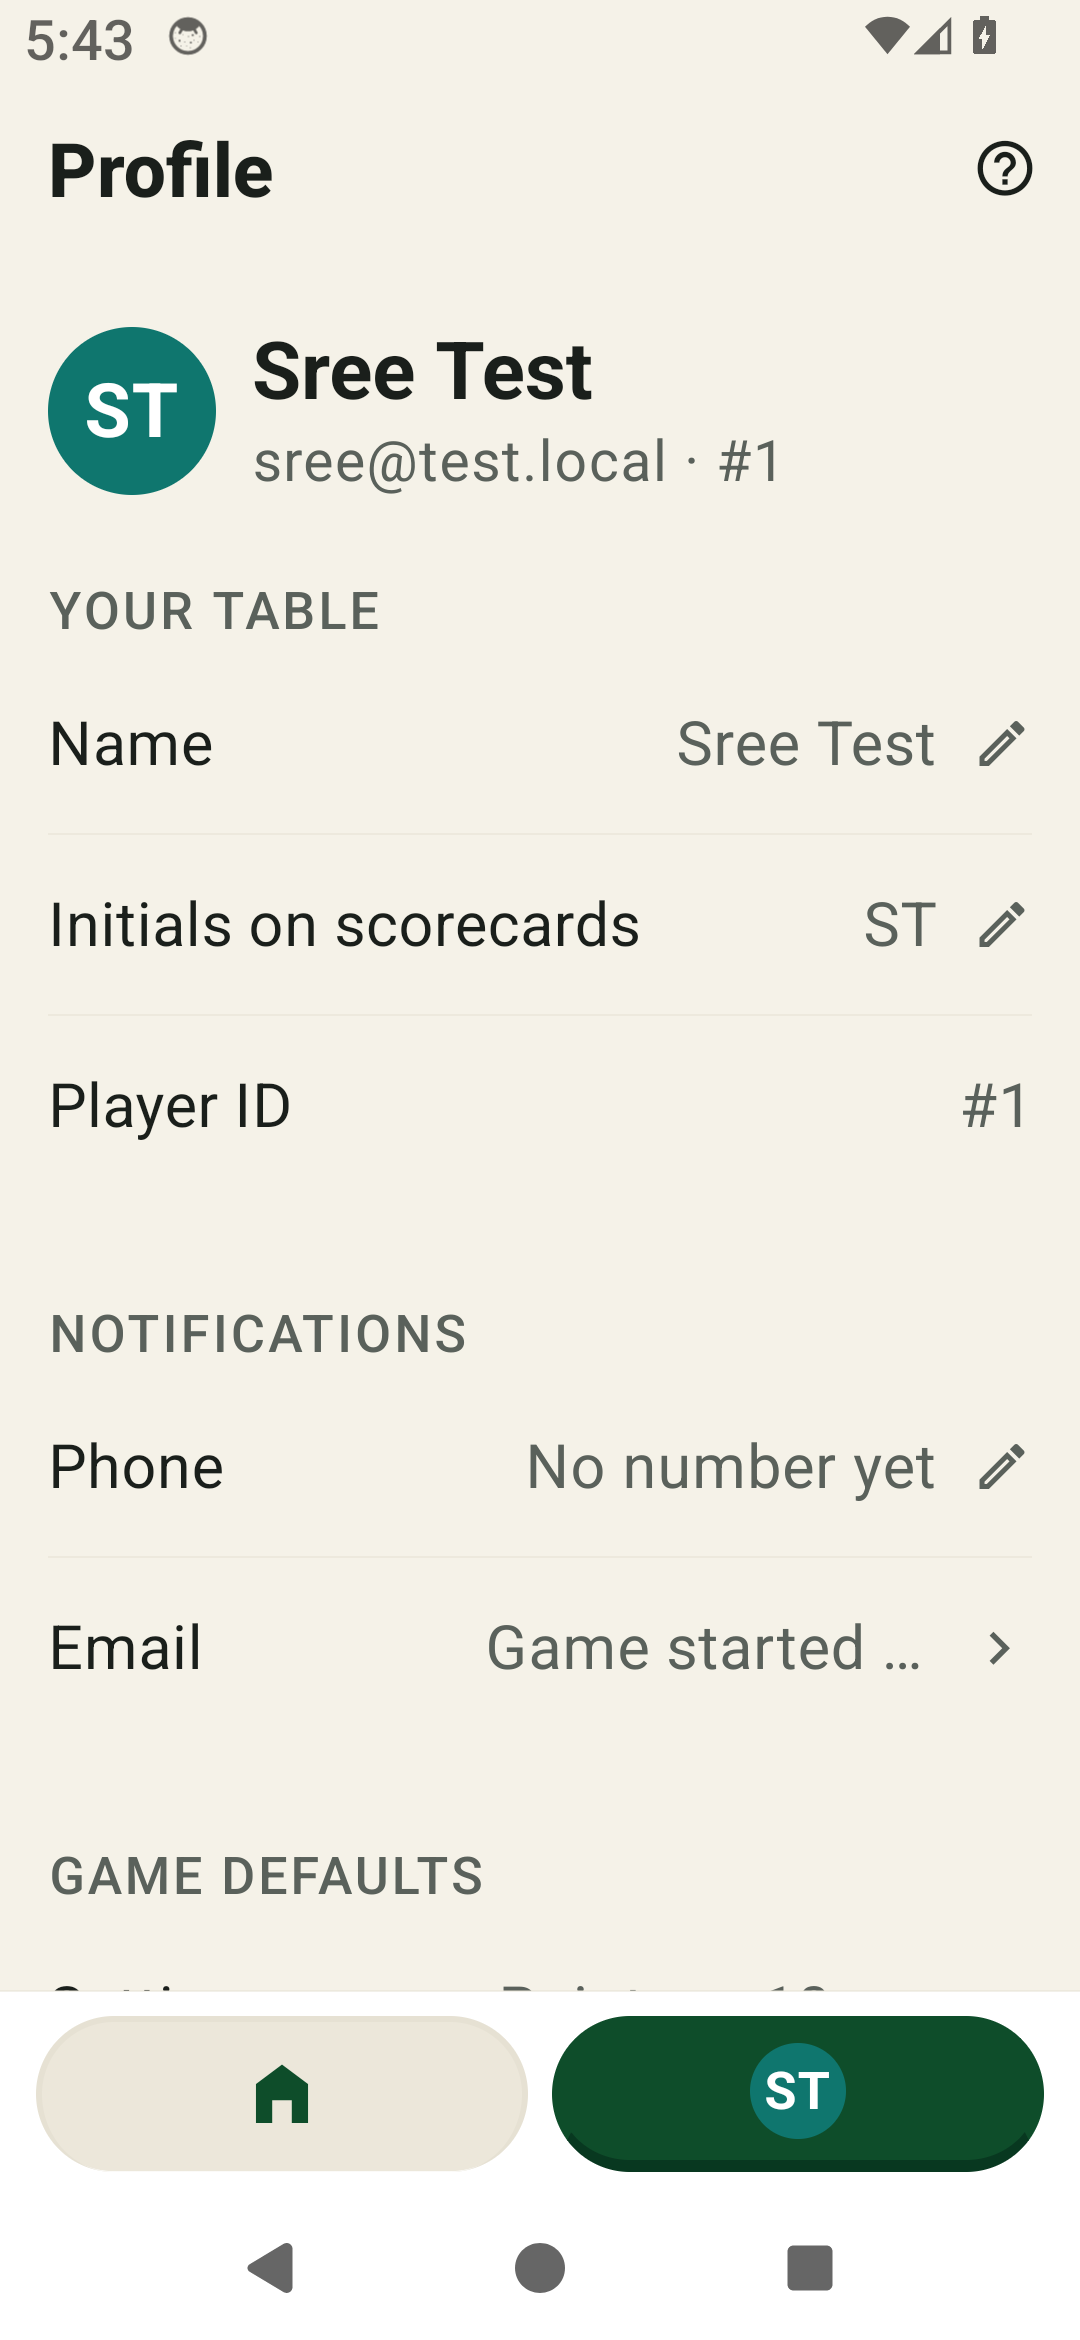 5:43
Profile
ST
Sree Test
sree@test.local · #1
YOUR TABLE
Name
Sree Test
Initials on scorecards
ST
Player ID
#1
NOTIFICATIONS
Phone
No number yet
Email
Game started ...
GAME DEFAULTS
ST